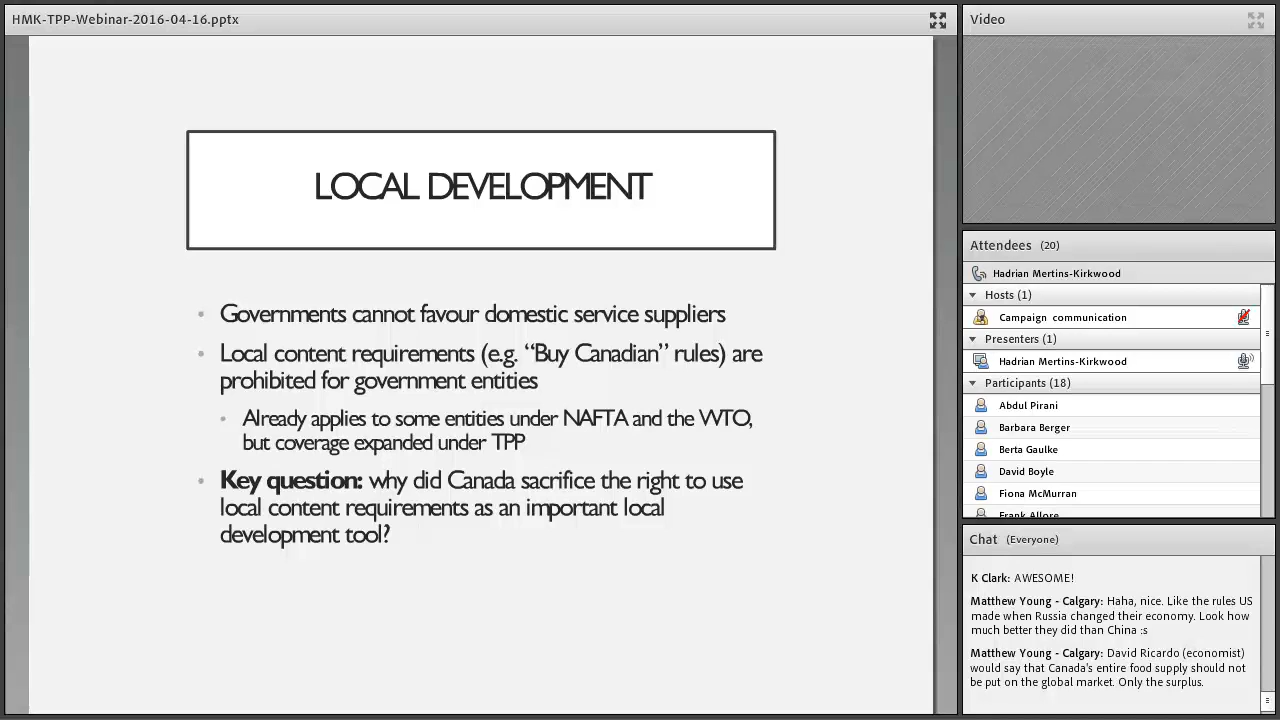 HMK-TPP-Webinar-2016-04-16.pptx
LOCAL DEVELOPMENT
• Governments cannot favour domestic service suppliers
• Local content requirements (e.g. “Buy Canadian” rules) are
prohibited for government entities
• Already applies to some entities under NAFTA and the WTO,
but coverage expanded under TPP
• Key question: why did Canada sacrifice the right to use
local content requirements as an important local
development tool?
Video
Attendees (20)
Hadrian Mertins-Kirkwood
Hosts (1)
Campaign communication
Presenters (1)
Hadrian Mertins-Kirkwood
Participants (18)
Abdul Pirani
Barbara Berger
Berta Gaulke
David Boyle
Fiona McMurran
Frank Allore
Chat (Everyone)
K Clark: AWESOME!
Matthew Young - Calgary: Haha, nice. Like the rules US
made when Russia changed their economy. Look how
much better they did than China :s
Matthew Young - Calgary: David Ricardo (economist)
would say that Canada's entire food supply should not
be put on the global market. Only the surplus.